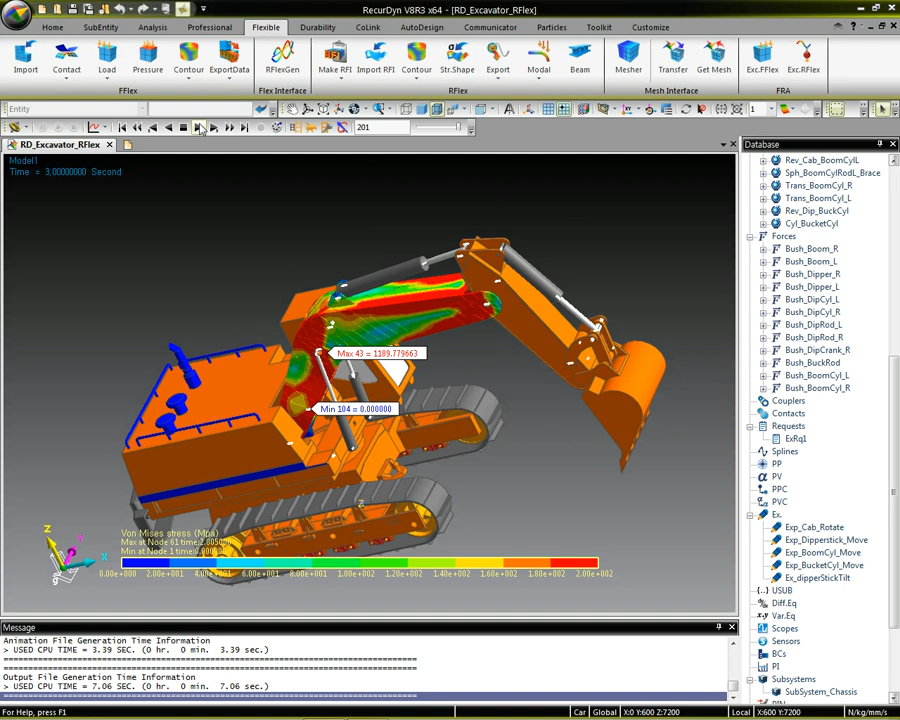 RecurDyn V8R3 x64 - [RD_Excavator_RFlex]
Home SubEntity Analysis Professional Flexible Durability CoLink AutoDesign Communicator Particles Toolkit Customize
Import Contact Load Pressure Contour ExportData RFlexGen Make RFI Import RFI Contour Str.Shape Export Modal Beam Mesher Transfer Get Mesh Exc.FFlex Exc.RFlex
FFlex Flex Interface RFlex Mesh Interface FRA
Entity 1
201
RD_Excavator_RFlex
Model1
Time = 3,00000000 Second
Max 43 = 1189.779663
Min 104 = 0.000000
Z
Von Mises stress (Mpa)
0.00e+000 2.00e+001 4.00e+001 6.00e+001 8.00e+001 1.00e+002 1.20e+002 1.40e+002 1.60e+002 1.80e+002 2.00e+002
Database
Rev_Cab_BoomCylL
Sph_BoomCylRodL_Brace
Trans_BoomCyl_R
Trans_BoomCyl_L
Rev_Dip_BuckCyl
Cyl_BucketCyl
Forces
Bush_Boom_R
Bush_Boom_L
Bush_Dipper_R
Bush_Dipper_L
Bush_DipCyl_L
Bush_DipCyl_R
Bush_DipRod_L
Bush_DipRod_R
Bush_DipCrank_R
Bush_BuckRod
Bush_BoomCyl_L
Bush_BoomCyl_R
Couplers
Contacts
Requests
ExRq1
Splines
PP
PV
PPC
PVC
Ex.
Exp_Cab_Rotate
Exp_Dipperstick_Move
Exp_BoomCyl_Move
Exp_BucketCyl_Move
Ex_dipperStickTilt
USUB
Diff.Eq
Var.Eq
Scopes
Sensors
BCs
PI
Subsystems
SubSystem_Chassis
Message
Animation File Generation Time Information
> USED CPU TIME = 3.39 SEC. (0 hr. 0 min. 3.39 sec.)
Output File Generation Time Information
> USED CPU TIME = 7.06 SEC. (0 hr. 0 min. 7.06 sec.)
For Help, press F1
Car Global X:0 Y:600 Z:7200 Local X:600 Y:7200 N/kg/mm/s